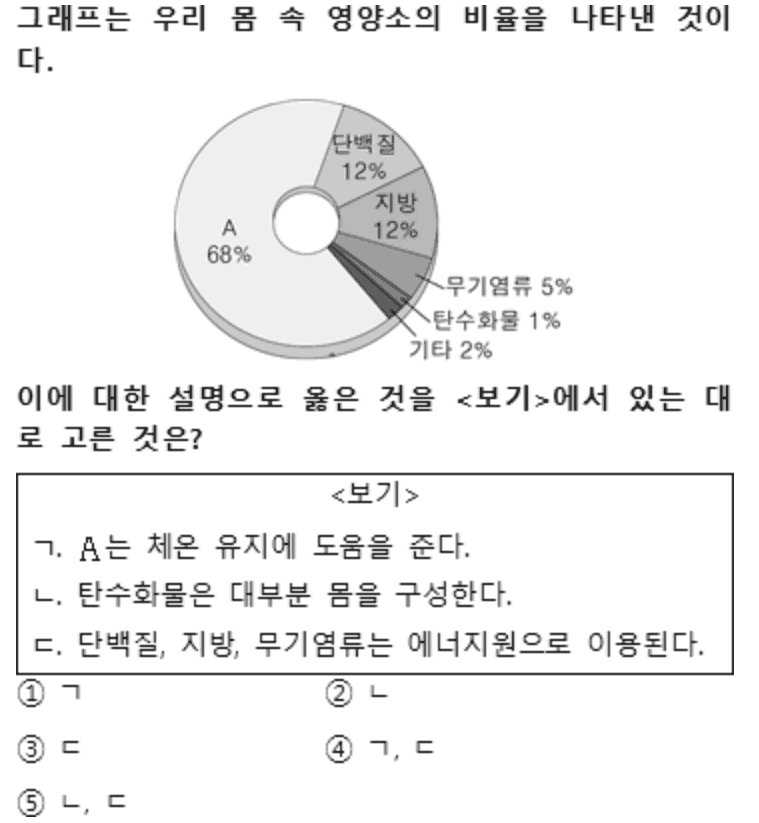 그래프는 우리 몸 속 영양소의 비율을 나타낸 것이
다.
단백질
12%
지방
12%
A
68%
무기염류 5%
탄수화물 1%
기타 2%
이에 대한 설명으로 옳은 것을 <보기>에서 있는 대
로 고른 것은?
<보기>
ㄱ. A는 체온 유지에 도움을 준다.
ㄴ. 탄수화물은 대부분 몸을 구성한다.
ㄷ. 단백질, 지방, 무기염류는 에너지원으로 이용된다.
① ㄱ ② ㄴ
③ ㄷ ④ ㄱ, ㄷ
⑤ ㄴ, ㄷ